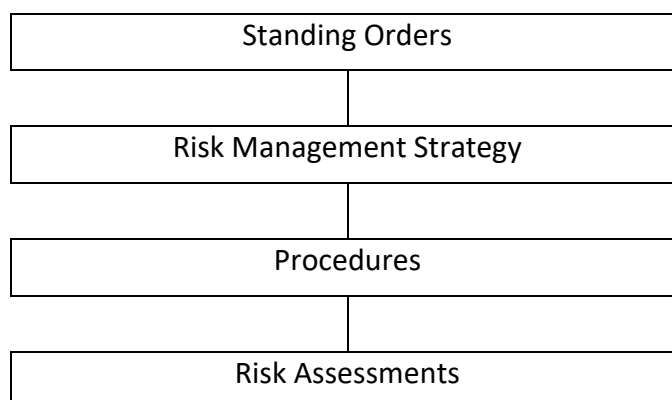 Standing Orders
Risk Management Strategy
Procedures
Risk Assessments